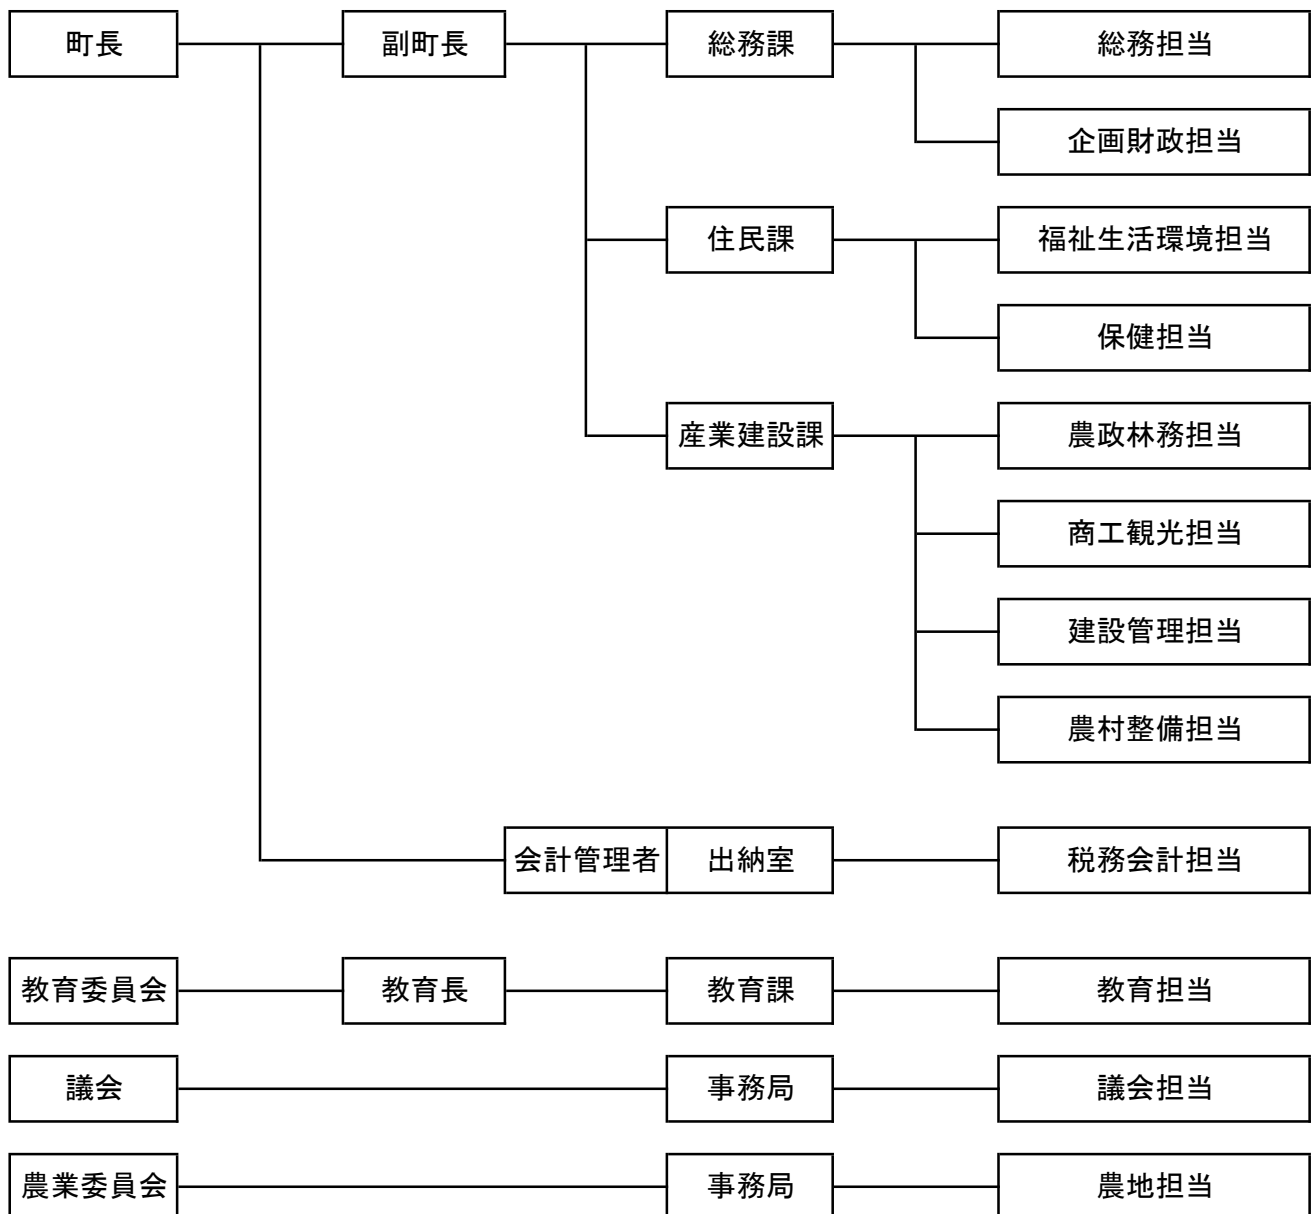 町長
副町長
総務課
総務担当
企画財政担当
住民課
福祉生活環境担当
保健担当
産業建設課
農政林務担当
商工観光担当
建設管理担当
農村整備担当
会計管理者
出納室
税務会計担当
教育委員会
教育長
教育課
教育担当
議会
事務局
議会担当
農業委員会
事務局
農地担当